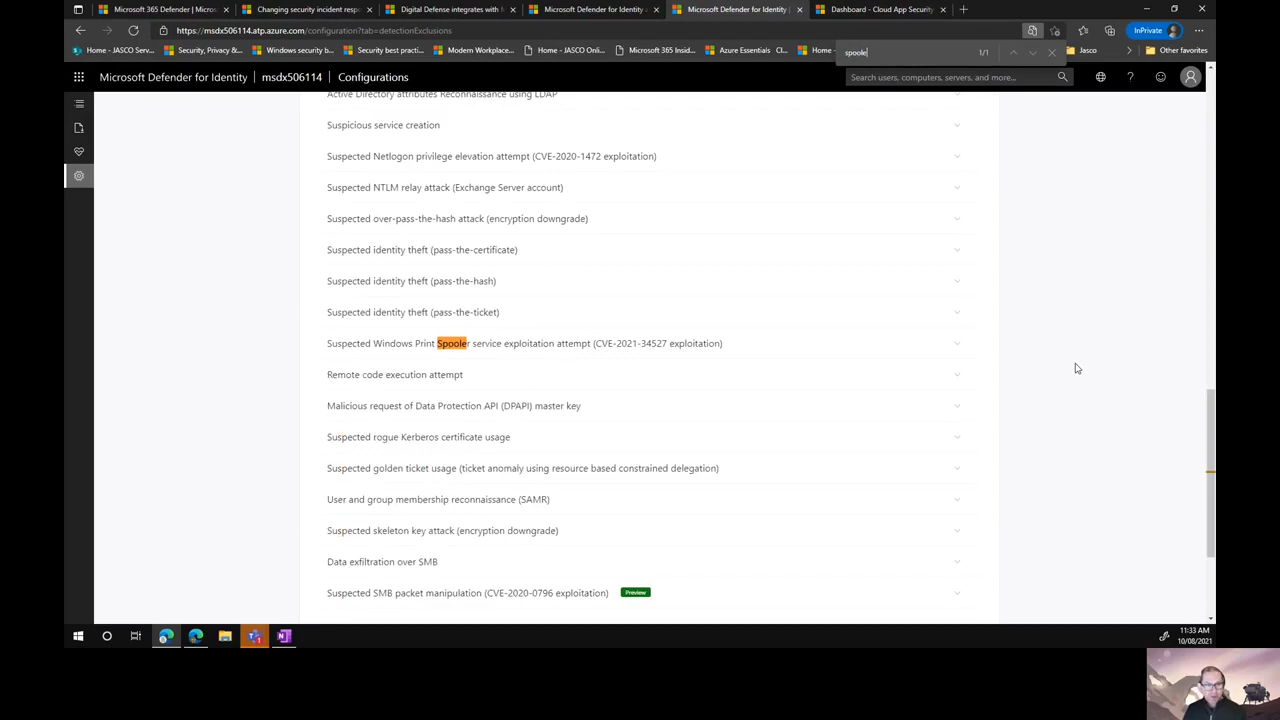 Microsoft 365 Defender | Micros
Changing security incident respon
Digital Defense integrates with M
Microsoft Defender for Identity a
Microsoft Defender for Identity
Dashboard - Cloud App Security
https://msdx506114.atp.azure.com/configuration?tab=detectionExclusions
InPrivate
Home - JASCO Serv...
Security, Privacy &...
Windows security b...
Security best practi...
Modern Workplace...
Home - JASCO Onli...
Microsoft 365 Insid...
Azure Essentials
Home -
spoole
1/1
Jasco
Other favorites
Microsoft Defender for Identity
msdx506114
Configurations
Search users, computers, servers, and more...
Active Directory attributes Reconnaissance using LDAP
Suspicious service creation
Suspected Netlogon privilege elevation attempt (CVE-2020-1472 exploitation)
Suspected NTLM relay attack (Exchange Server account)
Suspected over-pass-the-hash attack (encryption downgrade)
Suspected identity theft (pass-the-certificate)
Suspected identity theft (pass-the-hash)
Suspected identity theft (pass-the-ticket)
Suspected Windows Print Spooler service exploitation attempt (CVE-2021-34527 exploitation)
Remote code execution attempt
Malicious request of Data Protection API (DPAPI) master key
Suspected rogue Kerberos certificate usage
Suspected golden ticket usage (ticket anomaly using resource based constrained delegation)
User and group membership reconnaissance (SAMR)
Suspected skeleton key attack (encryption downgrade)
Data exfiltration over SMB
Suspected SMB packet manipulation (CVE-2020-0796 exploitation) Preview
11:33 AM
10/08/2021